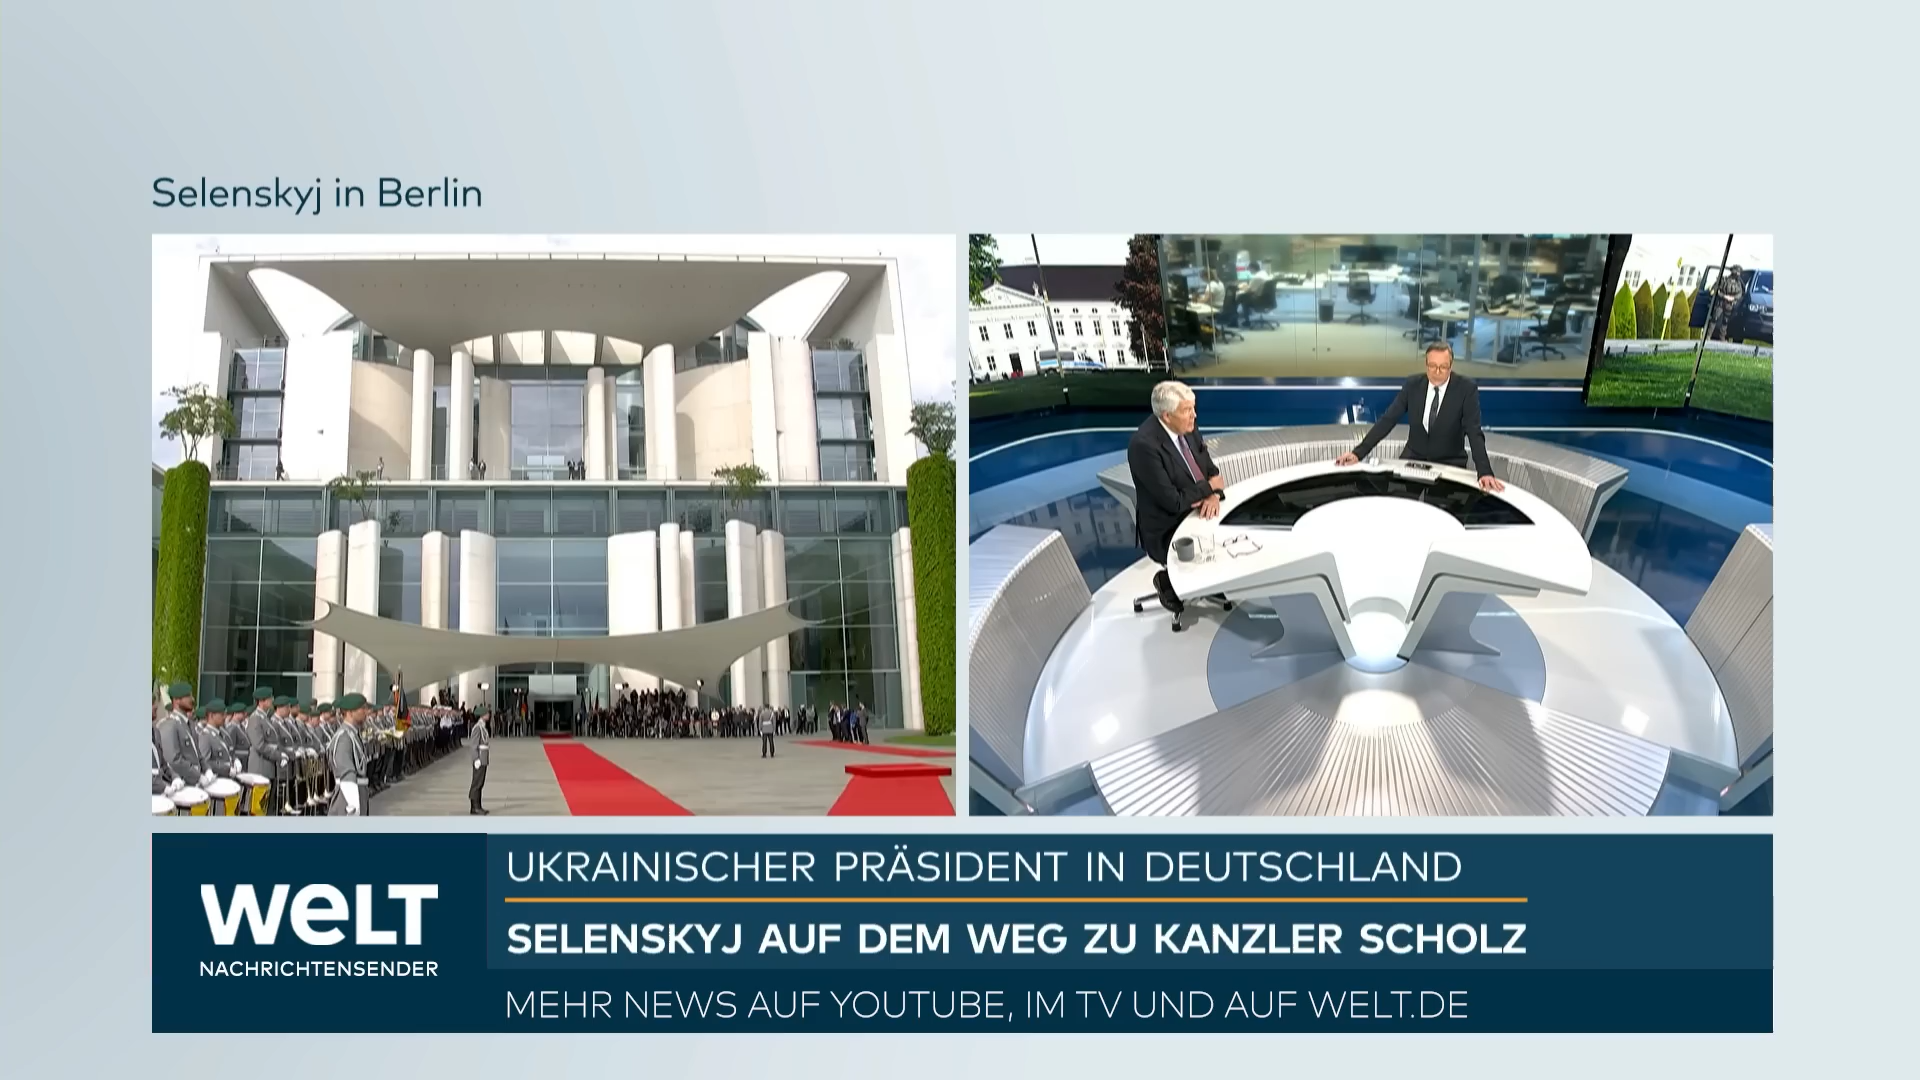 Selenskyj in Berlin
UKRAINISCHER PRÄSIDENT IN DEUTSCHLAND
SELENSKYJ AUF DEM WEG ZU KANZLER SCHOLZ
WELT
NACHRICHTENSENDER
MEHR NEWS AUF YOUTUBE, IM TV UND AUF WELT.DE